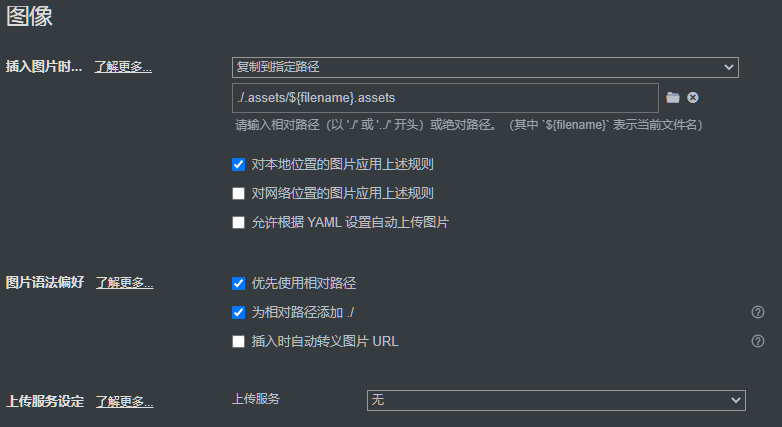 图像
插入图片时... 了解更多... 复制到指定路径
./.assets/${filename}.assets
请输入相对路径（以 './' 或 '../' 开头）或绝对路径。（其中 `${filename}` 表示当前文件名）
对本地位置的图片应用上述规则
对网络位置的图片应用上述规则
允许根据 YAML 设置自动上传图片
图片语法偏好 了解更多... 优先使用相对路径
为相对路径添加 ./
插入时自动转义图片 URL
上传服务设定 了解更多... 上传服务 无